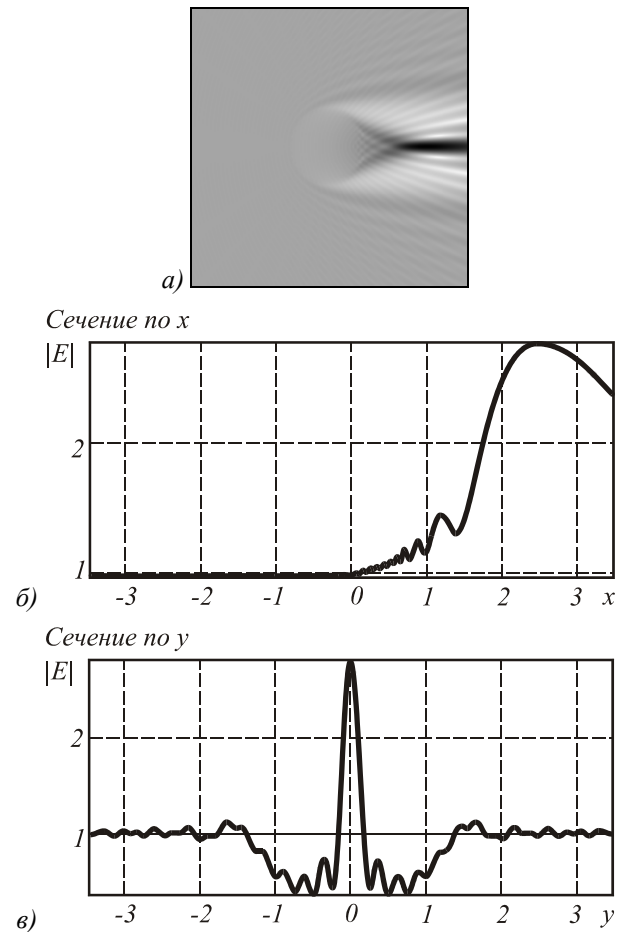 а)
Сечение по x
|E|
2
1
-3 -2 -1 0 1 2 3 x
б)
Сечение по y
|E|
2
1
-3 -2 -1 0 1 2 3 y
в)